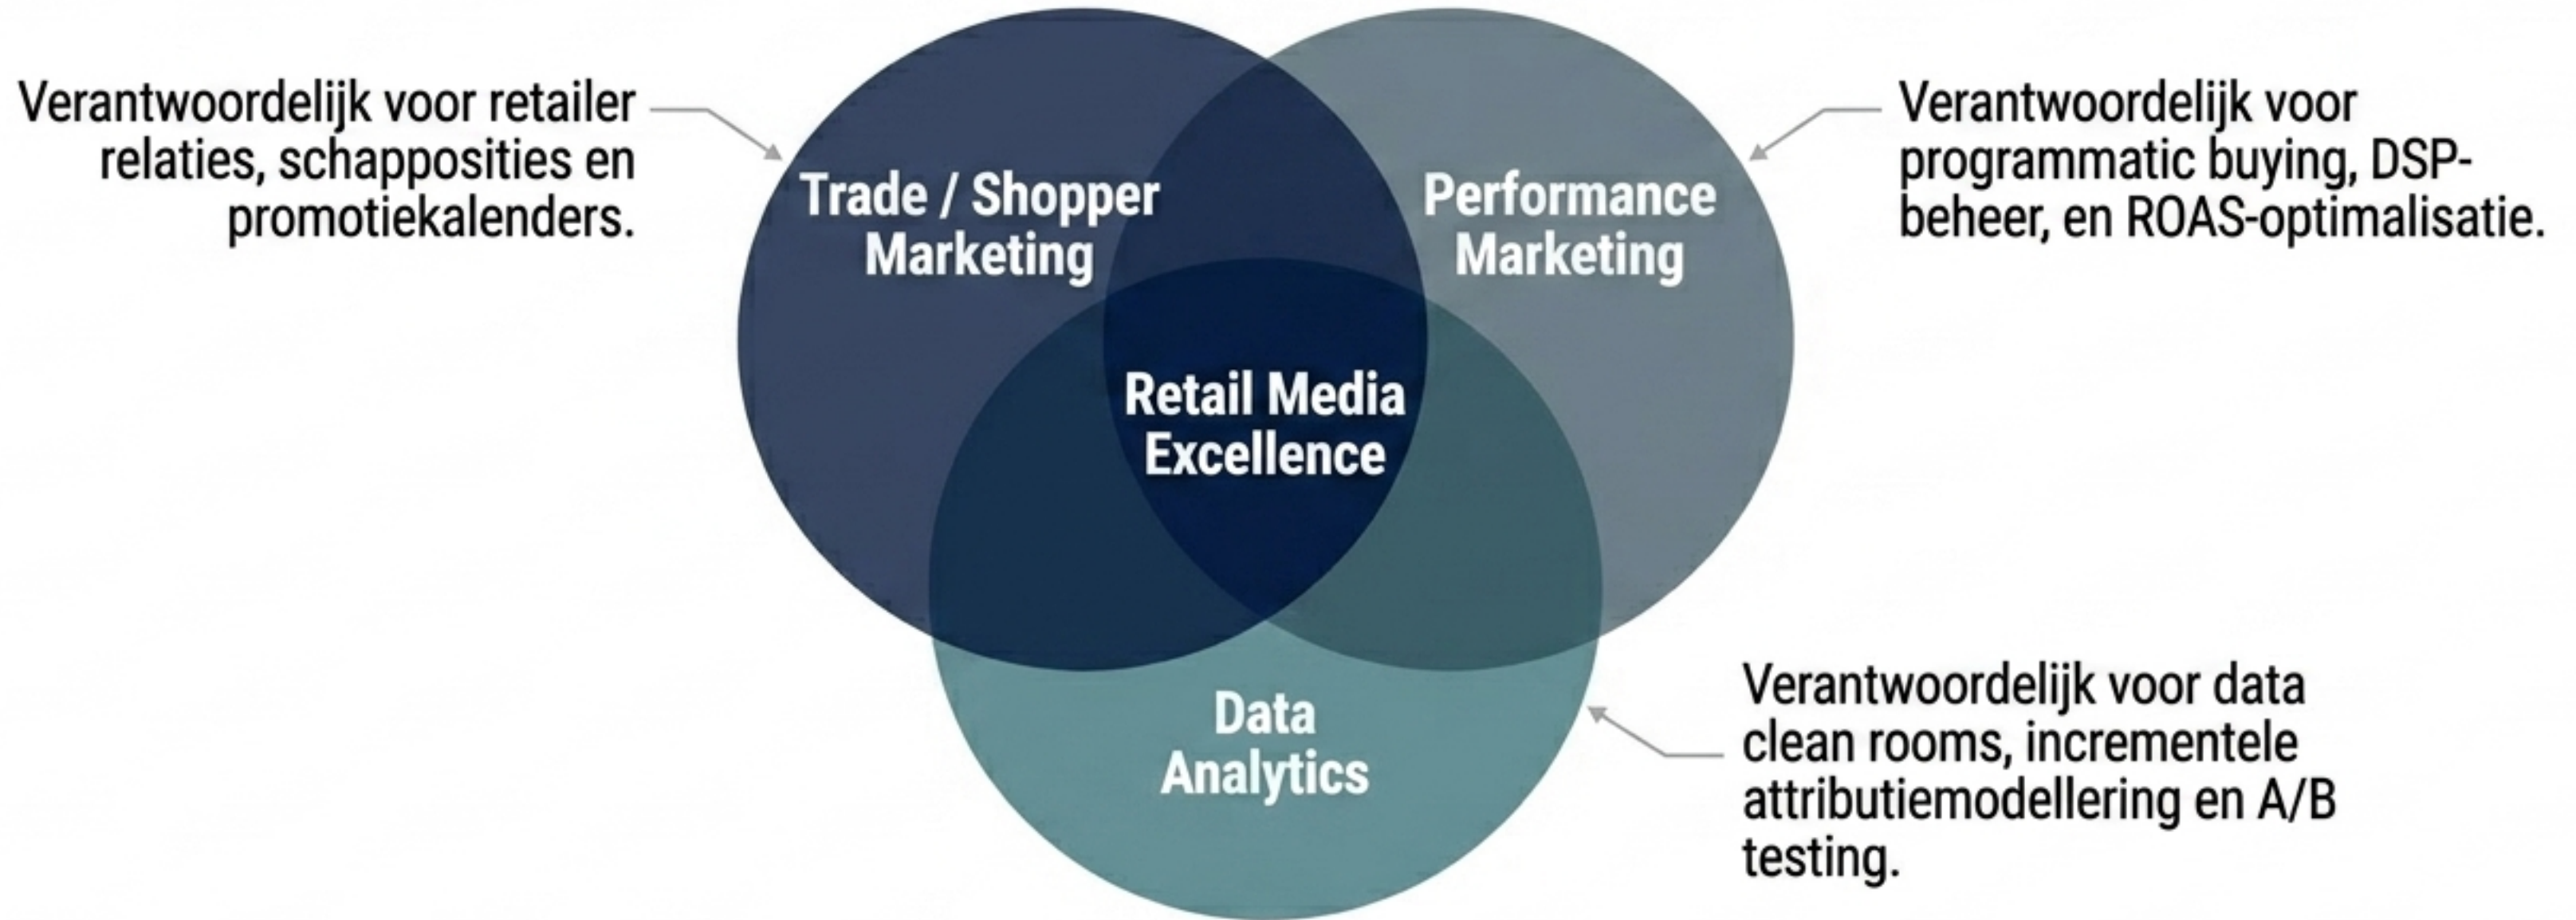 Verantwoordelijk voor retailer
relaties, schapposities en
promotiekalenders.
Trade / Shopper
Marketing
Performance
Marketing
Verantwoordelijk voor
programmatic buying, DSP-
beheer, en ROAS-optimalisatie.
Retail Media
Excellence
Data
Analytics
Verantwoordelijk voor data
clean rooms, incrementele
attributiemodellering en A/B
testing.